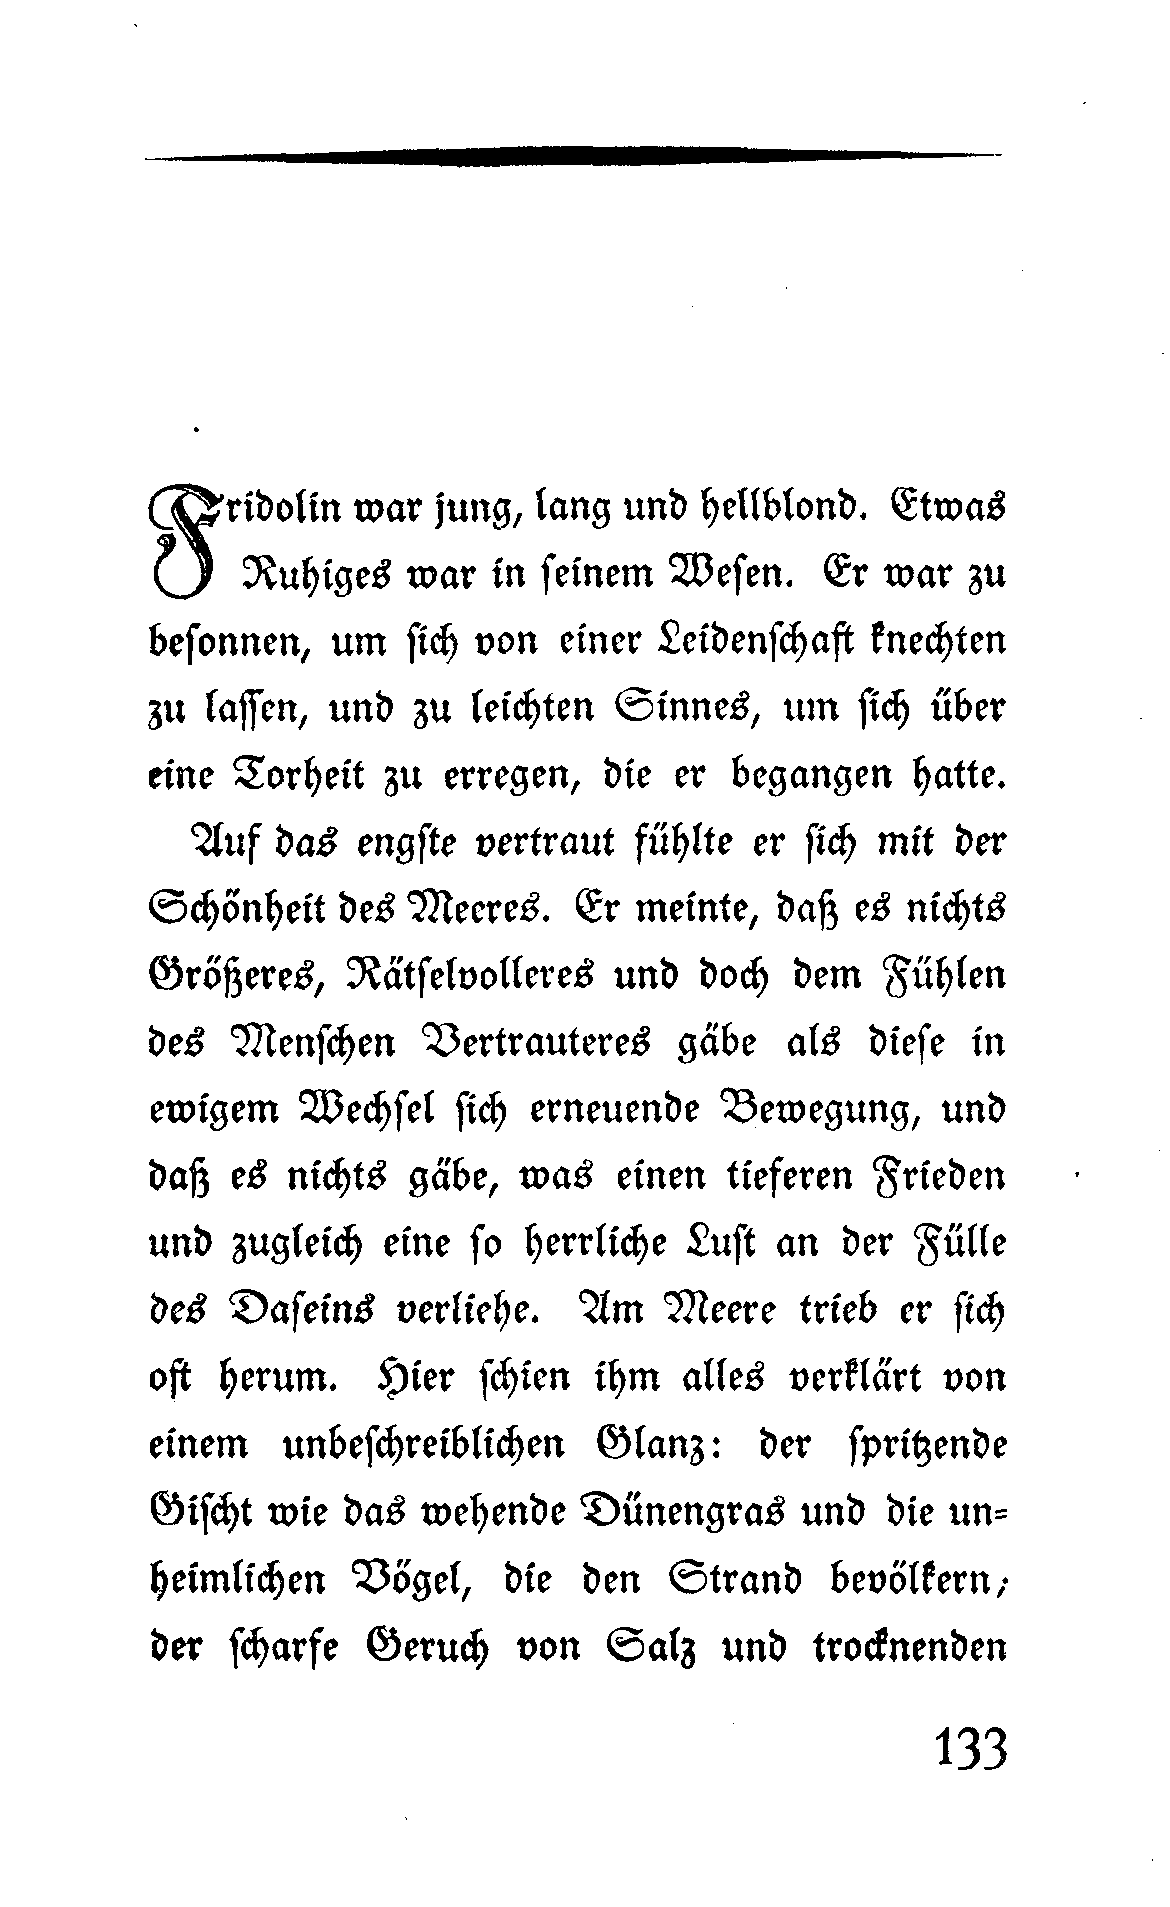 Fridolin war jung, lang und hellblond. Etwas
Ruhiges war in ſeinem Weſen. Er war zu
beſonnen, um ſich von einer Leidenſchaft knechten
zu laſſen, und zu leichten Sinnes, um ſich über
eine Torheit zu erregen, die er begangen hatte.
Auf das engſte vertraut fühlte er ſich mit der
Schönheit des Meeres. Er meinte, daß es nichts
Größeres, Rätſelvolleres und doch dem Fühlen
des Menſchen Vertrauteres gäbe als dieſe in
ewigem Wechſel ſich erneuende Bewegung, und
daß es nichts gäbe, was einen tieferen Frieden
und zugleich eine ſo herrliche Luſt an der Fülle
des Daſeins verliehe. Am Meere trieb er ſich
oft herum. Hier ſchien ihm alles verklärt von
einem unbeſchreiblichen Glanz: der ſpritzende
Giſcht wie das wehende Dünengras und die un⸗
heimlichen Vögel, die den Strand bevölkern;
der ſcharfe Geruch von Salz und trocknenden
133